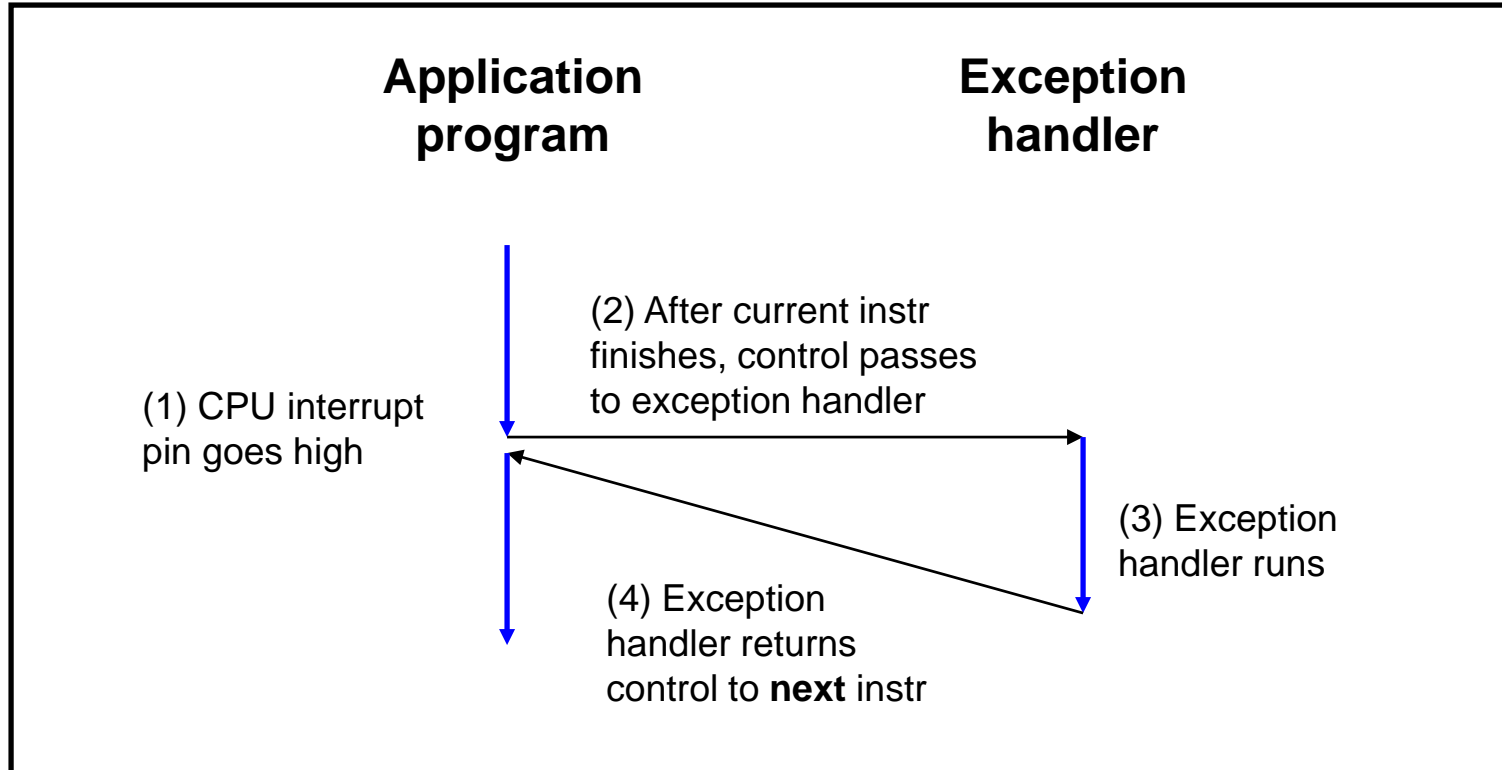 Application
program
Exception
handler
(1) CPU interrupt
pin goes high
(2) After current instr
finishes, control passes
to exception handler
(3) Exception
handler runs
(4) Exception
handler returns
control to next instr